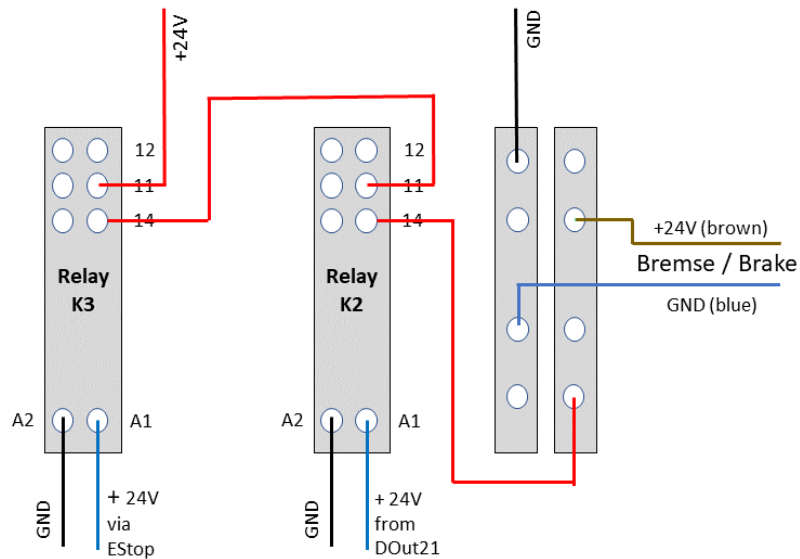 +24V
GND
12
11
14
Relay
K3
A2
A1
GND
+ 24V
via
EStop
12
11
14
Relay
K2
A2
A1
GND
+ 24V
from
DOut21
+24V (brown)
Bremse / Brake
GND (blue)